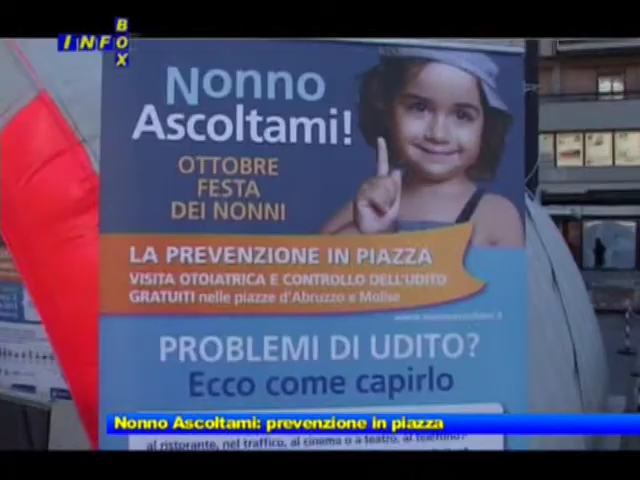 INFO BOX
Nonno
Ascoltami!
OTTOBRE
FESTA
DEI NONNI
LA PREVENZIONE IN PIAZZA
VISITA OTOIATRICA E CONTROLLO DELL'UDITO
GRATUITI nelle piazze d'Abruzzo e Molise
PROBLEMI DI UDITO?
Ecco come capirlo
Nonno Ascoltami: prevenzione in piazza
al ristorante, nel traffico, al cinema o a teatro, al telefono?